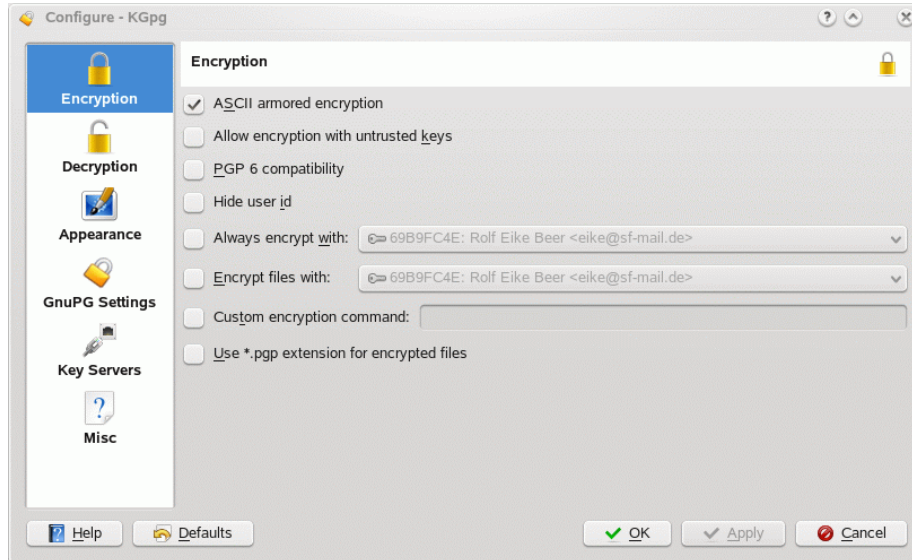 Configure - KGpg
Encryption
Decryption
Appearance
GnuPG Settings
Key Servers
Misc
Encryption
ASCII armored encryption
Allow encryption with untrusted keys
PGP 6 compatibility
Hide user id
Always encrypt with: 69B9FC4E: Rolf Eike Beer <eike@sf-mail.de>
Encrypt files with: 69B9FC4E: Rolf Eike Beer <eike@sf-mail.de>
Custom encryption command:
Use *.pgp extension for encrypted files
Help Defaults OK Apply Cancel